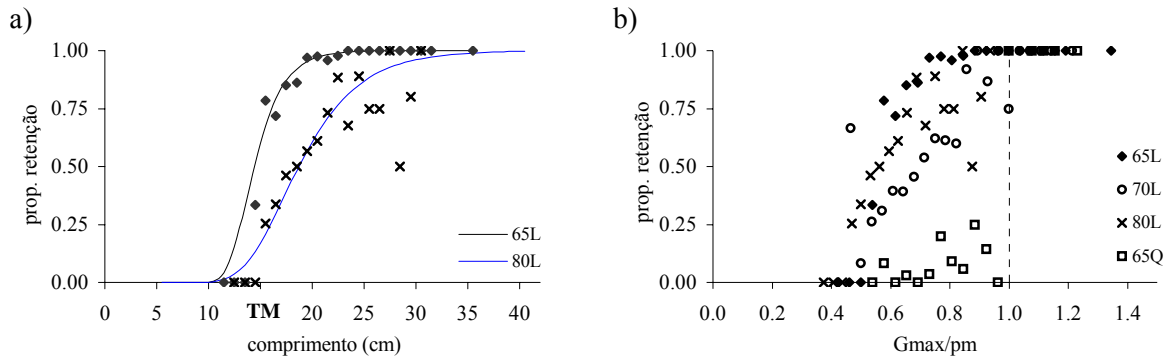 a)
prop. retenção
1.00
0.75
0.50
0.25
0.00
0
5
10
TM
20
25
30
35
40
comprimento (cm)
65L
80L
b)
prop. retenção
1.00
0.75
0.50
0.25
0.00
0.0
0.2
0.4
0.6
0.8
1.0
1.2
1.4
Gmax/pm
65L
70L
80L
65Q